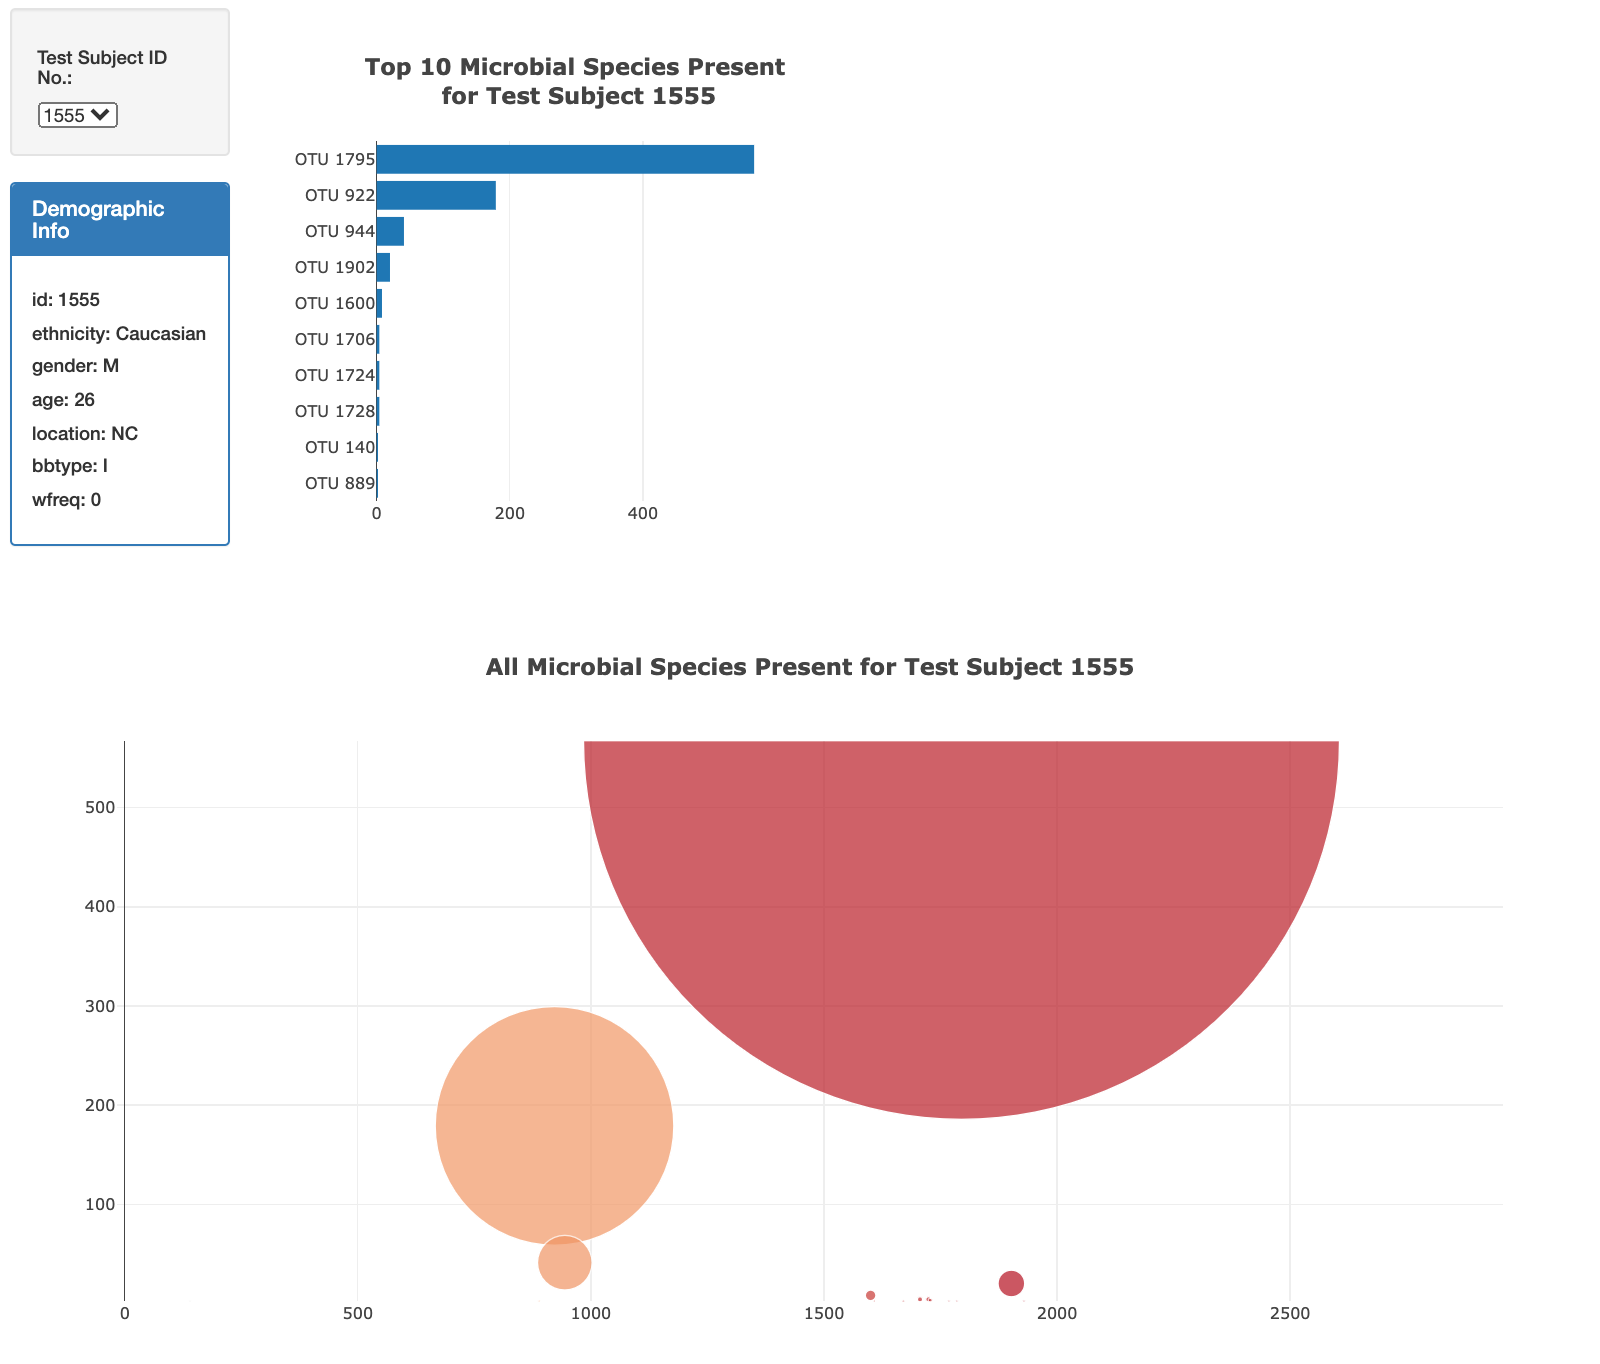 Test Subject ID
No.:
1555
Demographic
Info
id: 1555
ethnicity: Caucasian
gender: M
age: 26
location: NC
bbtype: I
wfreq: 0
Top 10 Microbial Species Present
for Test Subject 1555
OTU 1795
OTU 922
OTU 944
OTU 1902
OTU 1600
OTU 1706
OTU 1724
OTU 1728
OTU 140
OTU 889
0 200 400
All Microbial Species Present for Test Subject 1555
500
400
300
200
100
0 500 1000 1500 2000 2500